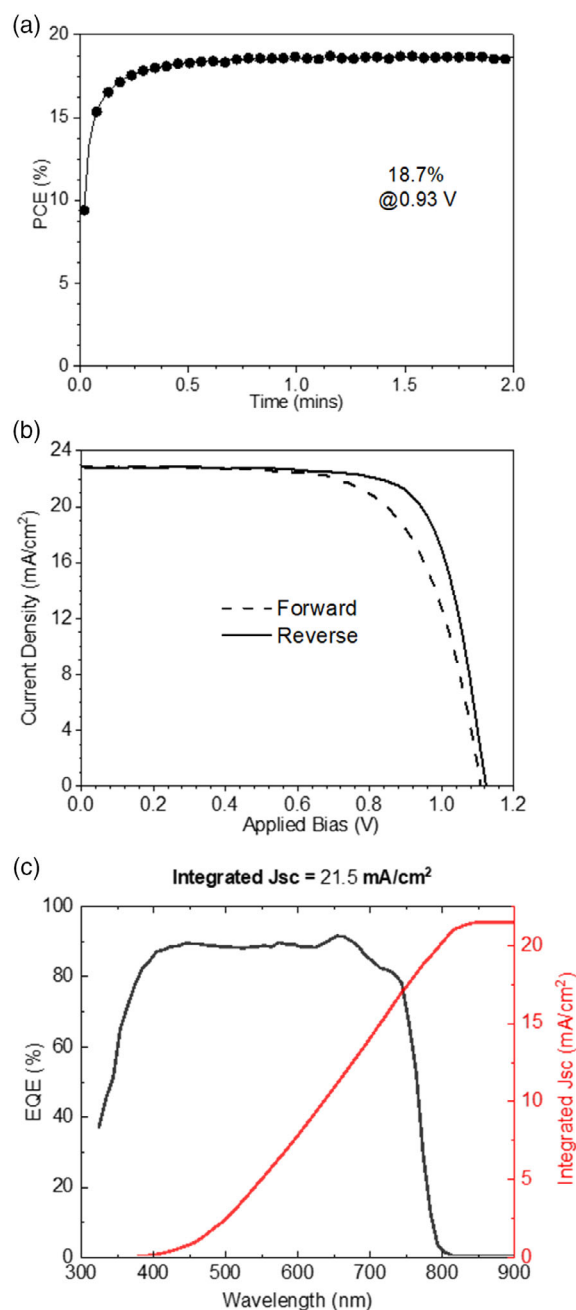 (a)
20
15
10
5
0
PCE (%)
18.7%
@0.93 V
0.0 0.5 1.0 1.5 2.0
Time (mins)
(b)
24
20
16
12
8
4
0
Current Density (mA/cm²)
Forward
Reverse
0.0 0.2 0.4 0.6 0.8 1.0 1.2
Applied Bias (V)
(c)
Integrated Jsc = 21.5 mA/cm²
100
80
60
40
20
0
EQE (%)
20
15
10
5
0
Integrated Jsc (mA/cm²)
300 400 500 600 700 800 900
Wavelength (nm)